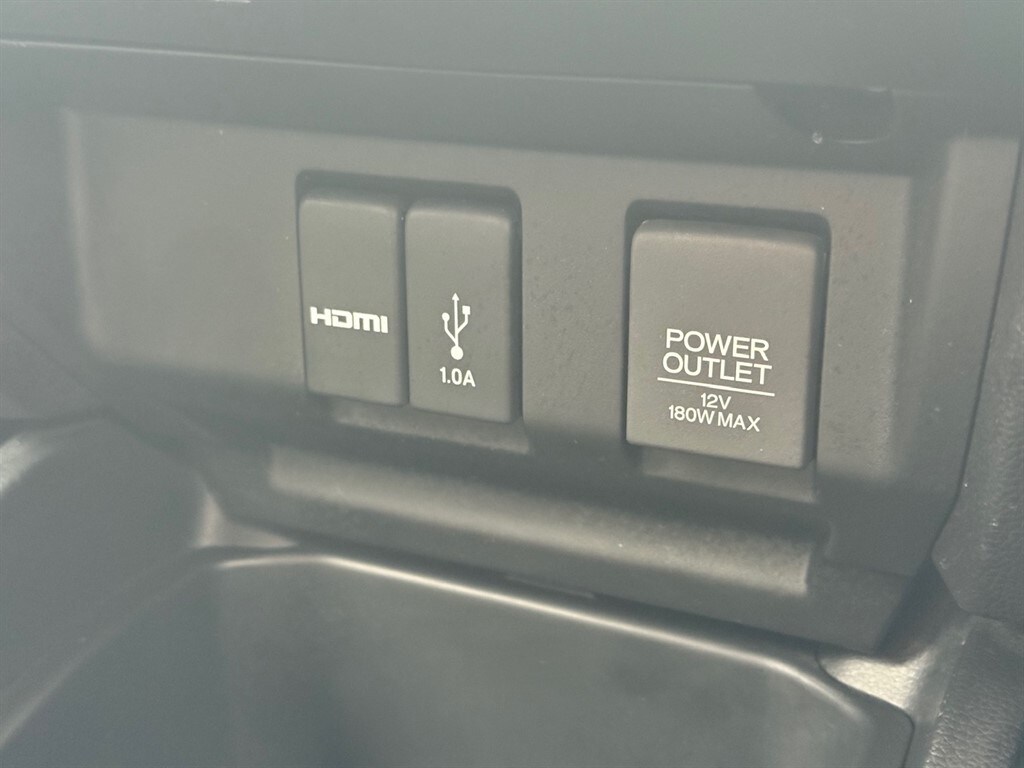 HDMI
1.0A
POWER
OUTLET
12V
180W MAX